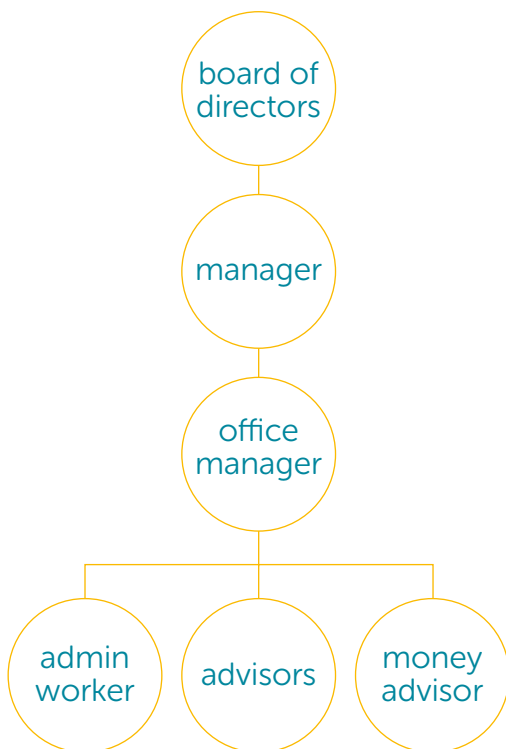 board of
directors
manager
office
manager
admin
worker
advisors
money
advisor